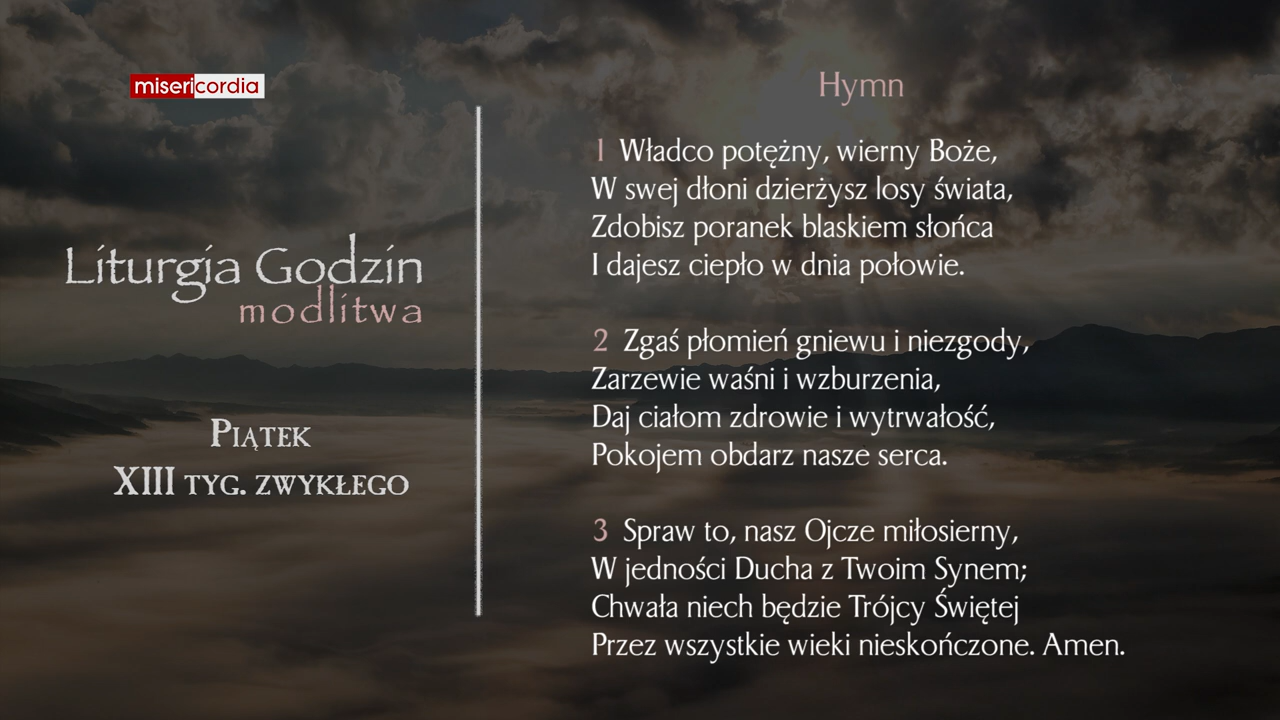 misericordia
Liturgia Godzin
modlitwa
Piątek
XIII tyg. zwykłego
Hymn
1 Władco potężny, wierny Boże,
W swej dłoni dzierżysz losy świata,
Zdobisz poranek blaskiem słońca
I dajesz ciepło w dnia połowie.
2 Zgaś płomień gniewu i niezgody,
Zarzewie waśni i wzburzenia,
Daj ciałom zdrowie i wytrwałość,
Pokojem obdarz nasze serca.
3 Spraw to, nasz Ojcze miłosierny,
W jedności Ducha z Twoim Synem;
Chwała niech będzie Trójcy Świętej
Przez wszystkie wieki nieskończone. Amen.